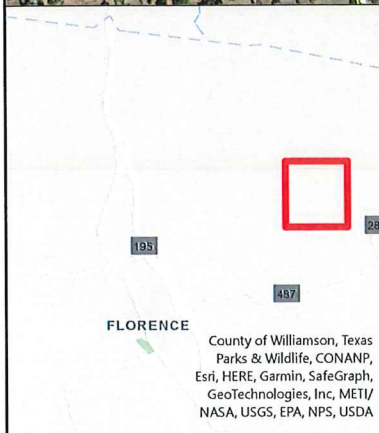 195
28
487
FLORENCE
County of Williamson, Texas
Parks & Wildlife, CONANP,
Esri, HERE, Garmin, SafeGraph,
GeoTechnologies, Inc, METI/
NASA, USGS, EPA, NPS, USDA